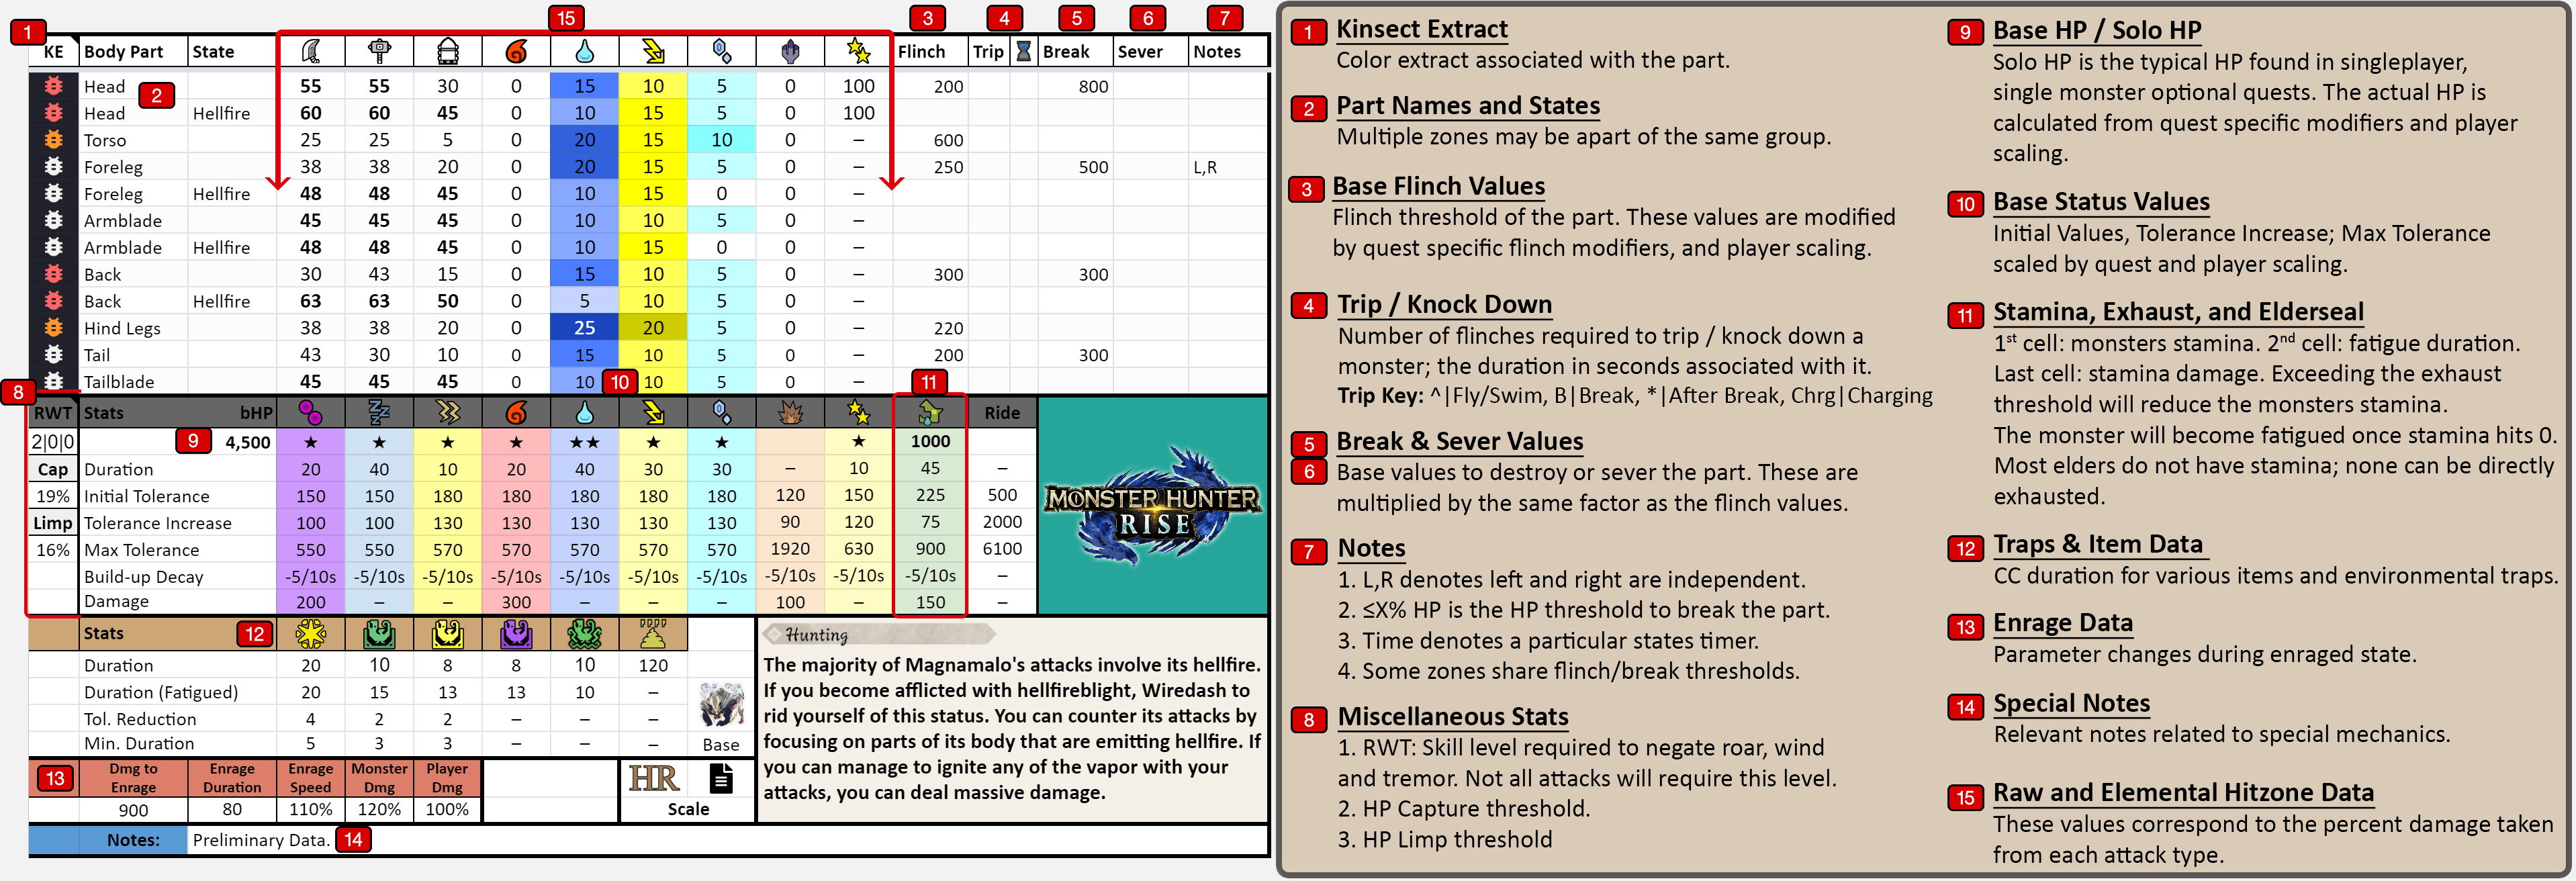 15 3 4 5 6 7
1
KE Body Part State Flinch Trip Break Sever Notes
Head 55 55 30 0 15 10 5 0 100 200 800
2
Head Hellfire 60 60 45 0 10 15 5 0 100
Torso 25 25 5 0 20 15 10 0 – 600
Foreleg 38 38 20 0 20 15 5 0 – 250 500 L,R
Foreleg Hellfire 48 48 45 0 10 15 0 0 –
Armblade 45 45 45 0 10 10 5 0 –
Armblade Hellfire 48 48 45 0 10 15 0 0 –
Back 30 43 15 0 15 10 5 0 – 300 300
Back Hellfire 63 63 50 0 5 10 5 0 –
Hind Legs 38 38 20 0 25 20 5 0 – 220
Tail 43 30 10 0 15 10 5 0 – 200 300
Tailblade 45 45 45 0 10 10 10 5 0 – 11
8
RWT Stats bHP Ride
2|0|0 9 4,500 ★ ★ ★ ★ ★★ ★ ★ ★ 1000
Cap Duration 20 40 10 20 40 30 30 – 10 45 –
19% Initial Tolerance 150 150 180 180 180 180 180 120 150 225 500
Limp Tolerance Increase 100 100 130 130 130 130 130 90 120 75 2000
16% Max Tolerance 550 550 570 570 570 570 570 1920 630 900 6100
Build-up Decay -5/10s -5/10s -5/10s -5/10s -5/10s -5/10s -5/10s -5/10s -5/10s -5/10s –
Damage 200 – – 300 – – – 100 – 150 –
MONSTER HUNTER
RISE
Stats 12
Duration 20 10 8 8 10 120
Duration (Fatigued) 20 15 13 13 10 –
Tol. Reduction 4 2 2 – – –
Min. Duration 5 3 3 – – – Base
Hunting
The majority of Magnamalo's attacks involve its hellfire.
If you become afflicted with hellfireblight, Wiredash to
rid yourself of this status. You can counter its attacks by
focusing on parts of its body that are emitting hellfire. If
you can manage to ignite any of the vapor with your
attacks, you can deal massive damage.
13 Dmg to Enrage Enrage Duration Enrage Speed Monster Dmg Player Dmg HR
900 80 110% 120% 100% Scale
Notes: Preliminary Data. 14
1 Kinsect Extract
Color extract associated with the part.
2 Part Names and States
Multiple zones may be apart of the same group.
3 Base Flinch Values
Flinch threshold of the part. These values are modified
by quest specific flinch modifiers, and player scaling.
4 Trip / Knock Down
Number of flinches required to trip / knock down a
monster; the duration in seconds associated with it.
Trip Key: ^|Fly/Swim, B|Break, *|After Break, Chrg|Charging
5 Break & Sever Values
6 Base values to destroy or sever the part. These are
multiplied by the same factor as the flinch values.
7 Notes
1. L,R denotes left and right are independent.
2. ≤X% HP is the HP threshold to break the part.
3. Time denotes a particular states timer.
4. Some zones share flinch/break thresholds.
8 Miscellaneous Stats
1. RWT: Skill level required to negate roar, wind
and tremor. Not all attacks will require this level.
2. HP Capture threshold.
3. HP Limp threshold
9 Base HP / Solo HP
Solo HP is the typical HP found in singleplayer,
single monster optional quests. The actual HP is
calculated from quest specific modifiers and player
scaling.
10 Base Status Values
Initial Values, Tolerance Increase; Max Tolerance
scaled by quest and player scaling.
11 Stamina, Exhaust, and Elderseal
1st cell: monsters stamina. 2nd cell: fatigue duration.
Last cell: stamina damage. Exceeding the exhaust
threshold will reduce the monsters stamina.
The monster will become fatigued once stamina hits 0.
Most elders do not have stamina; none can be directly
exhausted.
12 Traps & Item Data
CC duration for various items and environmental traps.
13 Enrage Data
Parameter changes during enraged state.
14 Special Notes
Relevant notes related to special mechanics.
15 Raw and Elemental Hitzone Data
These values correspond to the percent damage taken
from each attack type.